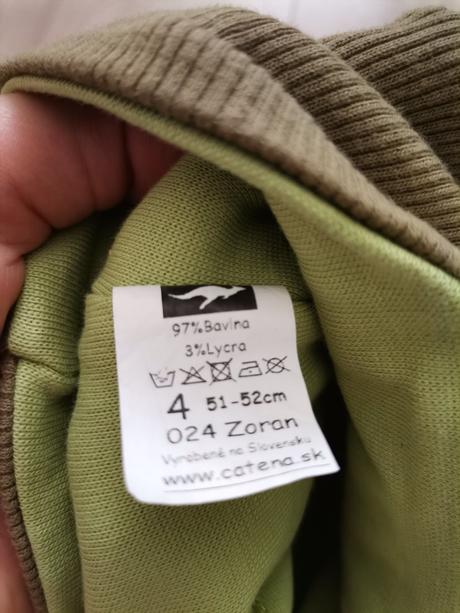 97%Bavlna
3%Lycra
4 51-52cm
024 Zoran
Vyrobené na Slovensku
www.catena.sk